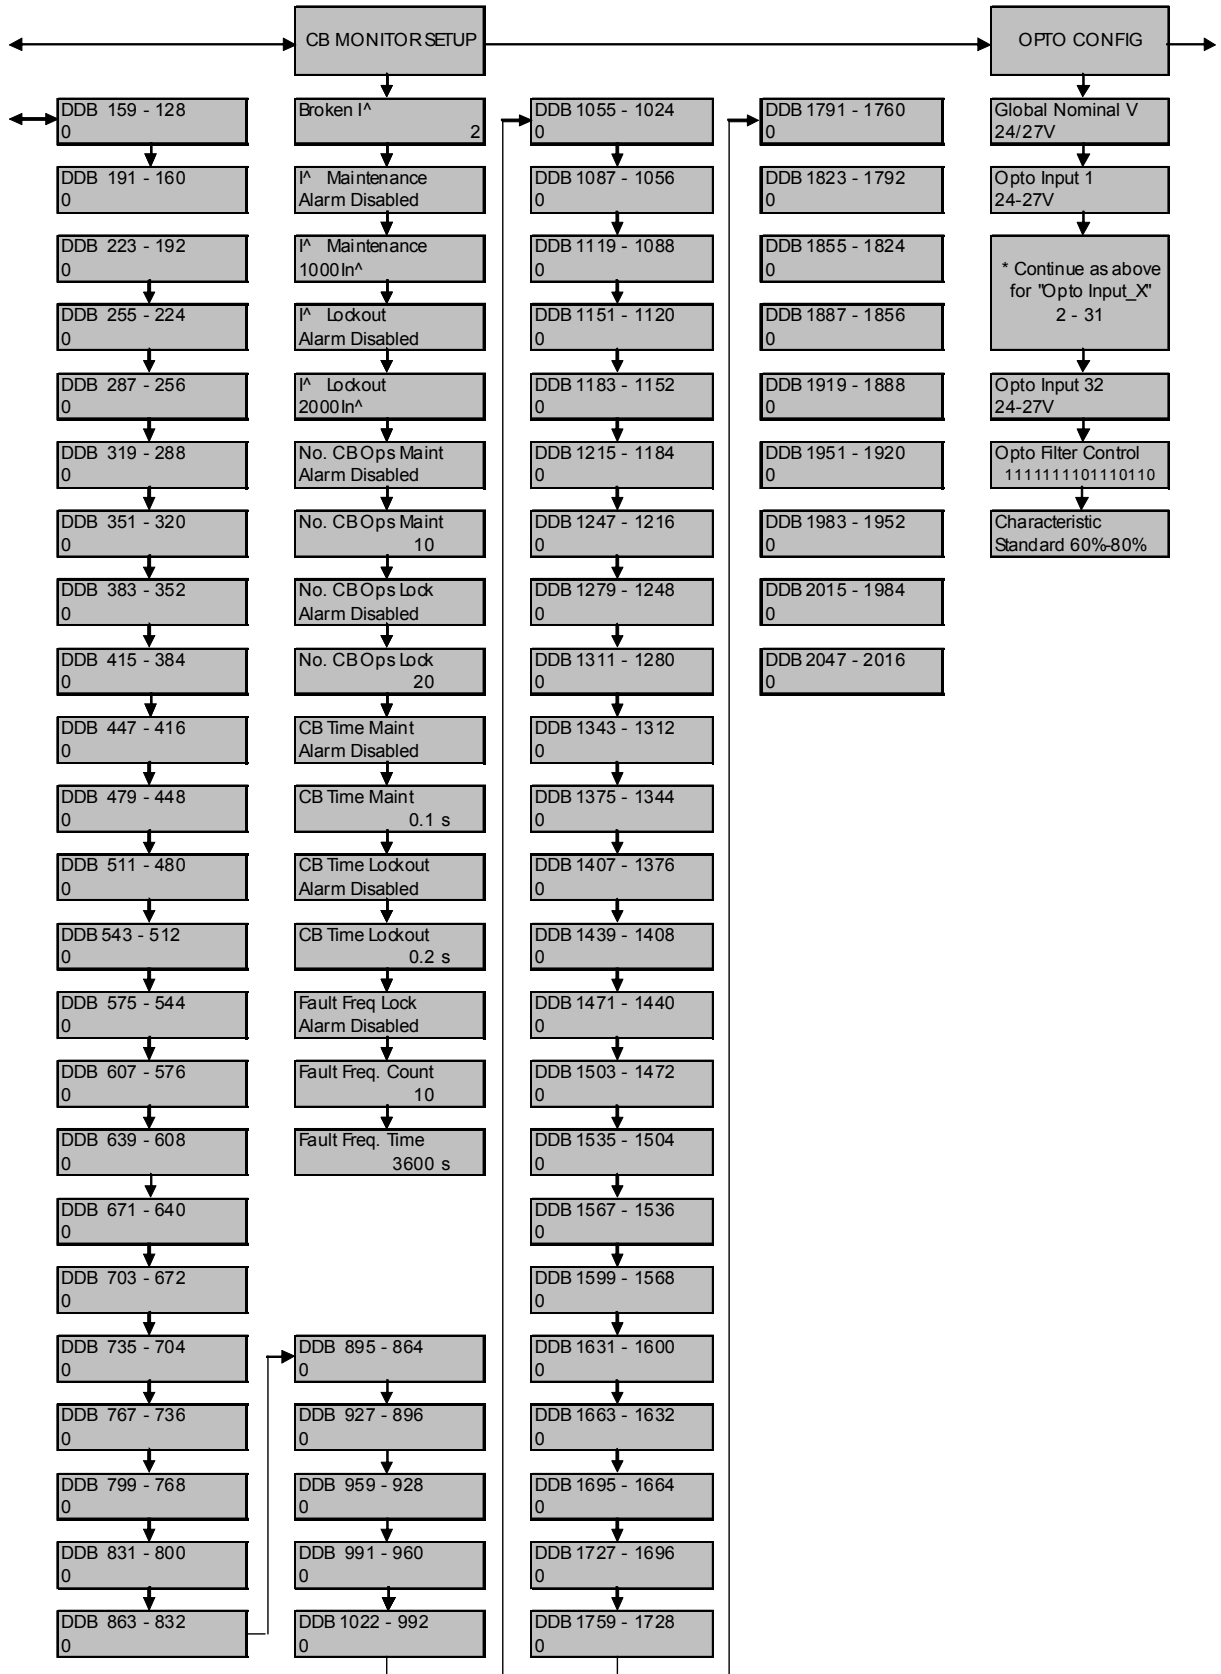 CB MONITOR SETUP
OPTO CONFIG
DDB 159 - 128
0
DDB 191 - 160
0
DDB 223 - 192
0
DDB 255 - 224
0
DDB 287 - 256
0
DDB 319 - 288
0
DDB 351 - 320
0
DDB 383 - 352
0
DDB 415 - 384
0
DDB 447 - 416
0
DDB 479 - 448
0
DDB 511 - 480
0
DDB 543 - 512
0
DDB 575 - 544
0
DDB 607 - 576
0
DDB 639 - 608
0
DDB 671 - 640
0
DDB 703 - 672
0
DDB 735 - 704
0
DDB 767 - 736
0
DDB 799 - 768
0
DDB 831 - 800
0
DDB 863 - 832
0
Broken I^
2
I^ Maintenance
Alarm Disabled
I^ Maintenance
1000In^
I^ Lockout
Alarm Disabled
I^ Lockout
2000In^
No. CB Ops Maint
Alarm Disabled
No. CB Ops Maint
10
No. CB Ops Lock
Alarm Disabled
No. CB Ops Lock
20
CB Time Maint
Alarm Disabled
CB Time Maint
0.1 s
CB Time Lockout
Alarm Disabled
CB Time Lockout
0.2 s
Fault Freq Lock
Alarm Disabled
Fault Freq. Count
10
Fault Freq. Time
3600 s
DDB 895 - 864
0
DDB 927 - 896
0
DDB 959 - 928
0
DDB 991 - 960
0
DDB 1022 - 992
0
DDB 1055 - 1024
0
DDB 1087 - 1056
0
DDB 1119 - 1088
0
DDB 1151 - 1120
0
DDB 1183 - 1152
0
DDB 1215 - 1184
0
DDB 1247 - 1216
0
DDB 1279 - 1248
0
DDB 1311 - 1280
0
DDB 1343 - 1312
0
DDB 1375 - 1344
0
DDB 1407 - 1376
0
DDB 1439 - 1408
0
DDB 1471 - 1440
0
DDB 1503 - 1472
0
DDB 1535 - 1504
0
DDB 1567 - 1536
0
DDB 1599 - 1568
0
DDB 1631 - 1600
0
DDB 1663 - 1632
0
DDB 1695 - 1664
0
DDB 1727 - 1696
0
DDB 1759 - 1728
0
DDB 1791 - 1760
0
DDB 1823 - 1792
0
DDB 1855 - 1824
0
DDB 1887 - 1856
0
DDB 1919 - 1888
0
DDB 1951 - 1920
0
DDB 1983 - 1952
0
DDB 2015 - 1984
0
DDB 2047 - 2016
0
Global Nominal V
24/27V
Opto Input 1
24-27V
* Continue as above
for "Opto Input_X"
2 - 31
Opto Input 32
24-27V
Opto Filter Control
1111111101110110
Characteristic
Standard 60%-80%